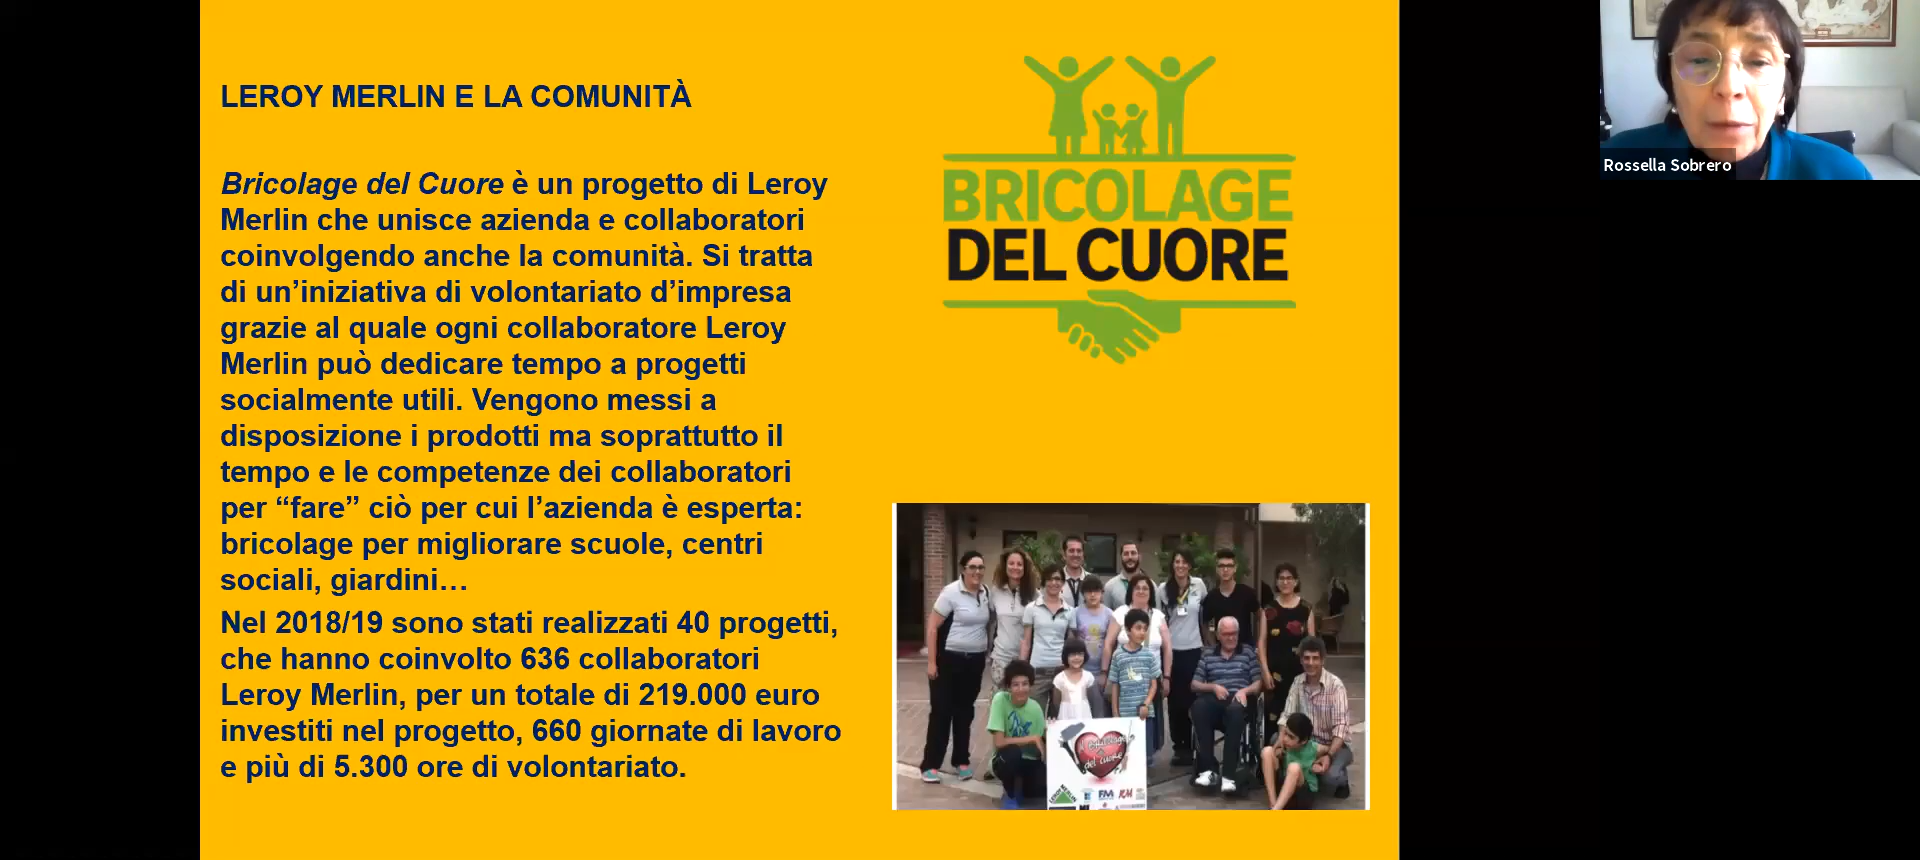 LEROY MERLIN E LA COMUNITÀ
Bricolage del Cuore è un progetto di Leroy
Merlin che unisce azienda e collaboratori
coinvolgendo anche la comunità. Si tratta
di un’iniziativa di volontariato d’impresa
grazie al quale ogni collaboratore Leroy
Merlin può dedicare tempo a progetti
socialmente utili. Vengono messi a
disposizione i prodotti ma soprattutto il
tempo e le competenze dei collaboratori
per “fare” ciò per cui l’azienda è esperta:
bricolage per migliorare scuole, centri
sociali, giardini…
Nel 2018/19 sono stati realizzati 40 progetti,
che hanno coinvolto 636 collaboratori
Leroy Merlin, per un totale di 219.000 euro
investiti nel progetto, 660 giornate di lavoro
e più di 5.300 ore di volontariato.
BRICOLAGE
DEL CUORE
del cuore
LEROY MERLIN
Rossella Sobrero